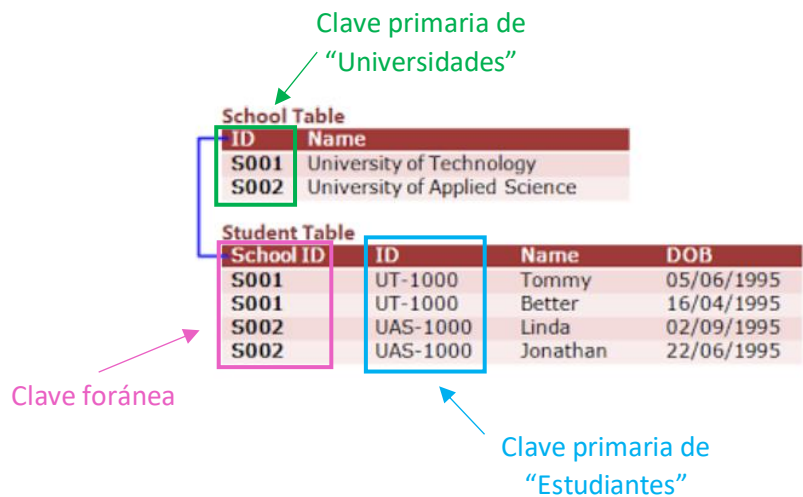 Clave primaria de
“Universidades”
School Table
ID Name
S001 University of Technology
S002 University of Applied Science
Student Table
School ID ID Name DOB
S001 UT-1000 Tommy 05/06/1995
S001 UT-1000 Better 16/04/1995
S002 UAS-1000 Linda 02/09/1995
S002 UAS-1000 Jonathan 22/06/1995
Clave foránea
Clave primaria de
“Estudiantes”